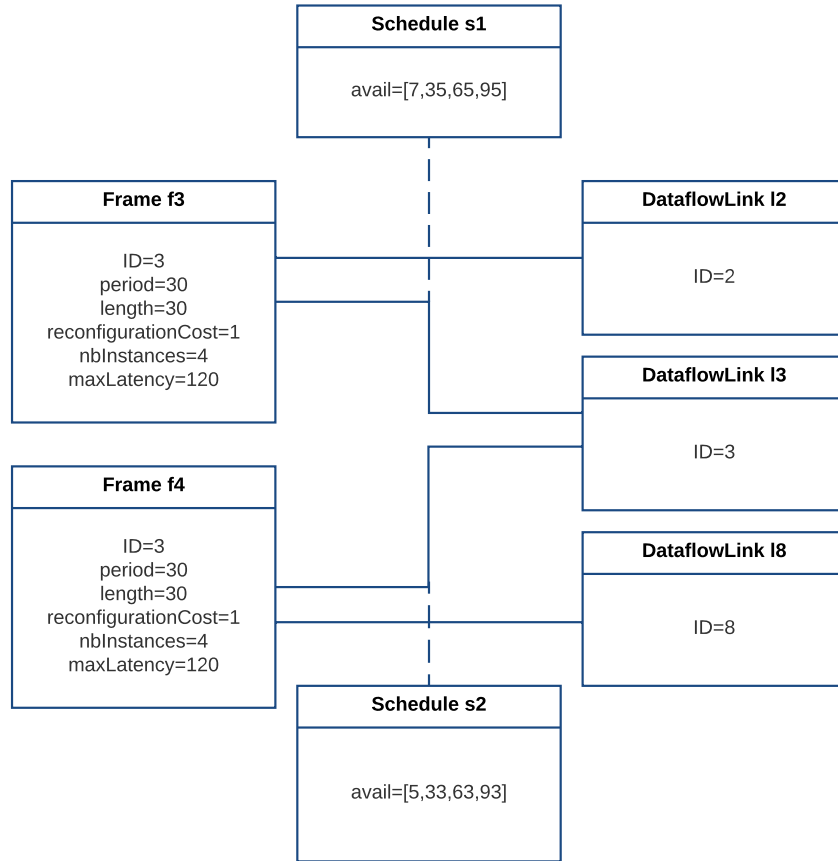 Schedule s1
avail=[7,35,65,95]
Frame f3
ID=3
period=30
length=30
reconfigurationCost=1
nbInstances=4
maxLatency=120
DataflowLink l2
ID=2
DataflowLink l3
ID=3
Frame f4
ID=3
period=30
length=30
reconfigurationCost=1
nbInstances=4
maxLatency=120
DataflowLink l8
ID=8
Schedule s2
avail=[5,33,63,93]